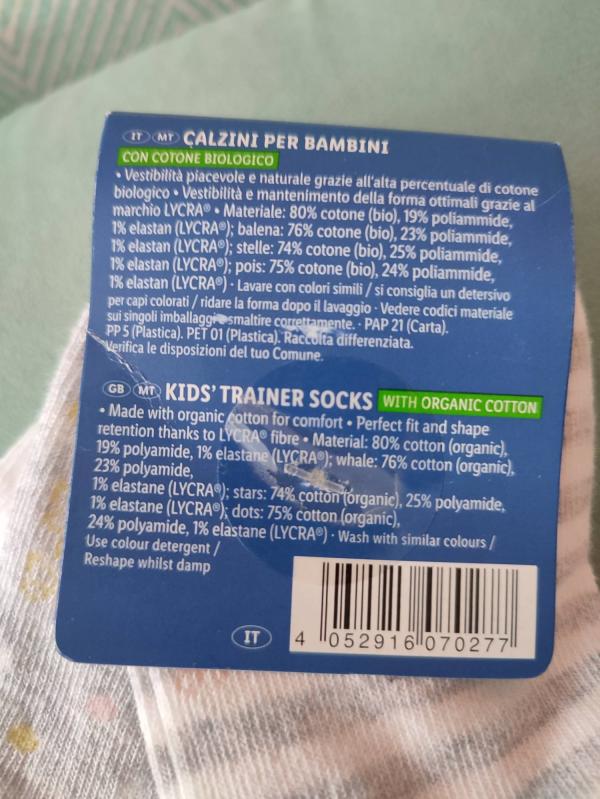 IT MT CALZINI PER BAMBINI
CON COTONE BIOLOGICO
• Vestibilità piacevole e naturale grazie all'alta percentuale di cotone
biologico • Vestibilità e mantenimento della forma ottimali grazie al
marchio LYCRA® • Materiale: 80% cotone (bio), 19% poliammide,
1% elastan (LYCRA®); balena: 76% cotone (bio), 23% poliammide,
1% elastan (LYCRA®); stelle: 74% cotone (bio), 25% poliammide,
1% elastan (LYCRA®); pois: 75% cotone (bio), 24% poliammide,
1% elastan (LYCRA®) · Lavare con colori simili / si consiglia un detersivo
per capi colorati / ridare la forma dopo il lavaggio · Vedere codici materiale
sui singoli imballaggi e smaltire correttamente. · PAP 21 (Carta).
PP 5 (Plastica). PET 01 (Plastica). Raccolta differenziata.
Verifica le disposizioni del tuo Comune.
GB MT KIDS' TRAINER SOCKS WITH ORGANIC COTTON
• Made with organic cotton for comfort • Perfect fit and shape
retention thanks to LYCRA® fibre • Material: 80% cotton (organic),
19% polyamide, 1% elastane (LYCRA®); whale: 76% cotton (organic),
23% polyamide,
1% elastane (LYCRA®); stars: 74% cotton (organic), 25% polyamide,
1% elastane (LYCRA®); dots: 75% cotton (organic),
24% polyamide, 1% elastane (LYCRA®) · Wash with similar colours /
Use colour detergent /
Reshape whilst damp
IT
4 052916 070277